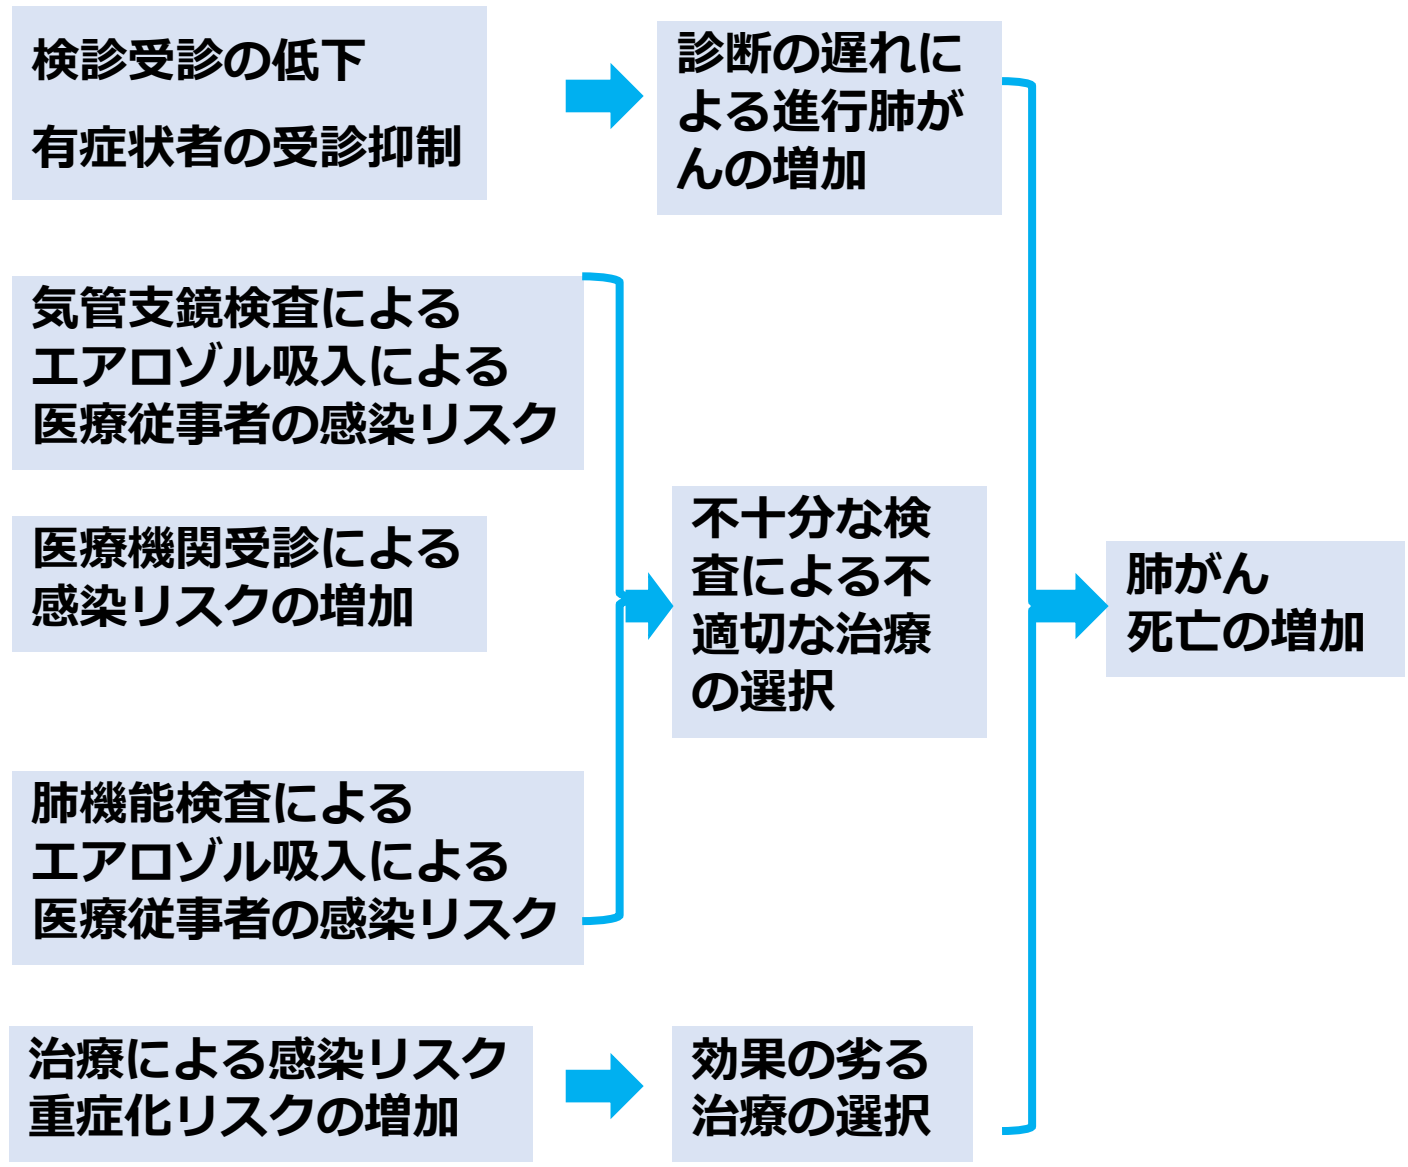 検診受診の低下
有症状者の受診抑制
診断の遅れに
よる進行肺が
んの増加
気管支鏡検査による
エアロゾル吸入による
医療従事者の感染リスク
医療機関受診による
感染リスクの増加
肺機能検査による
エアロゾル吸入による
医療従事者の感染リスク
不十分な検
査による不
適切な治療
の選択
治療による感染リスク
重症化リスクの増加
効果の劣る
治療の選択
肺がん
死亡の増加